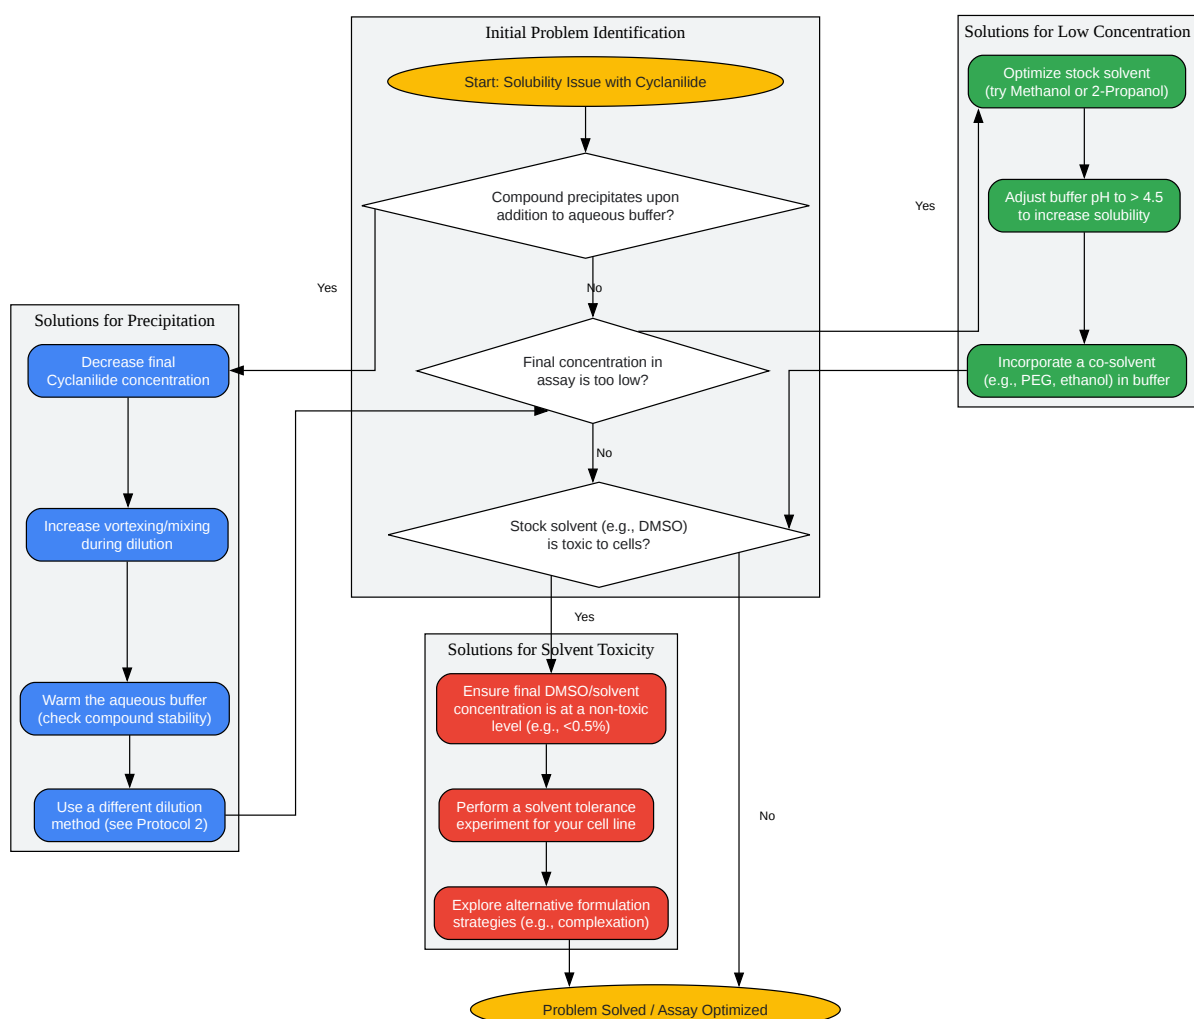 Initial Problem Identification
Start: Solubility Issue with Cyclanilide
Compound precipitates upon
addition to aqueous buffer?
Yes
No
Final concentration in
assay is too low?
Yes
No
Stock solvent (e.g., DMSO)
is toxic to cells?
Yes
No
Solutions for Low Concentration
Optimize stock solvent
(try Methanol or 2-Propanol)
Adjust buffer pH to > 4.5
to increase solubility
Incorporate a co-solvent
(e.g., PEG, ethanol) in buffer
Solutions for Precipitation
Decrease final
Cyclanilide concentration
Increase vortexing/mixing
during dilution
Warm the aqueous buffer
(check compound stability)
Use a different dilution
method (see Protocol 2)
Solutions for Solvent Toxicity
Ensure final DMSO/solvent
concentration is at a non-toxic
level (e.g., <0.5%)
Perform a solvent tolerance
experiment for your cell line
Explore alternative formulation
strategies (e.g., complexation)
Problem Solved / Assay Optimized